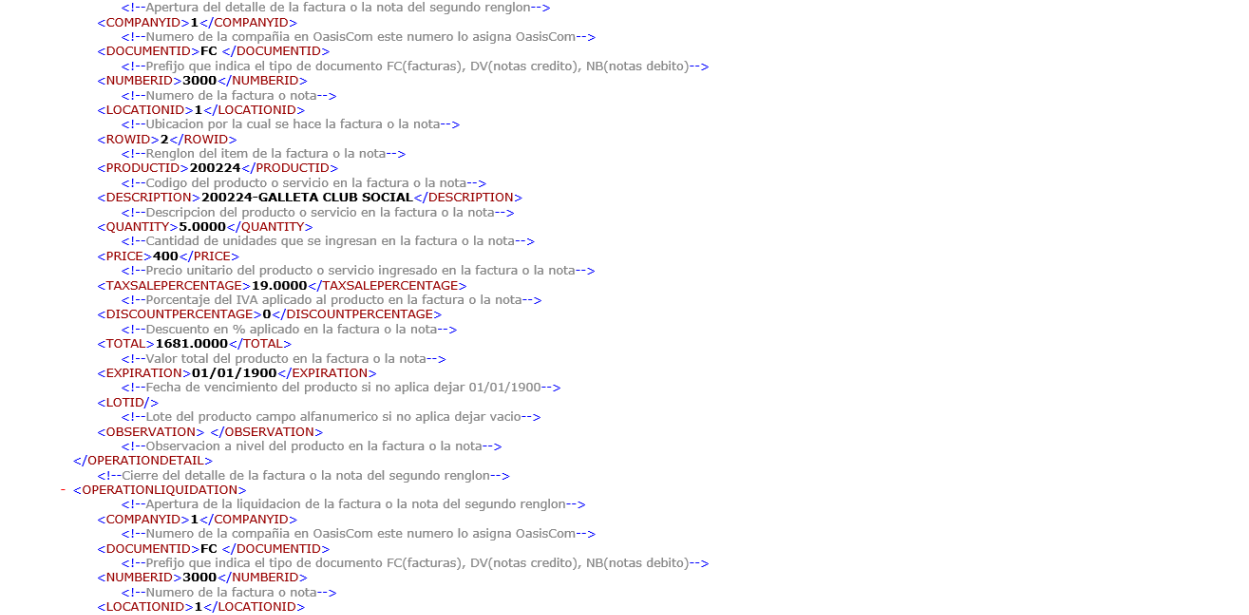 <!--Apertura del detalle de la factura o la nota del segundo renglon-->
<COMPANYID>1</COMPANYID>
<!--Numero de la compañia en OasisCom este numero lo asigna OasisCom-->
<DOCUMENTID>FC </DOCUMENTID>
<!--Prefijo que indica el tipo de documento FC(facturas), DV(notas credito), NB(notas debito)-->
<NUMBERID>3000</NUMBERID>
<!--Numero de la factura o nota-->
<LOCATIONID>1</LOCATIONID>
<!--Ubicacion por la cual se hace la factura o la nota-->
<ROWID>2</ROWID>
<!--Renglon del item de la factura o la nota-->
<PRODUCTID>200224</PRODUCTID>
<!--Codigo del producto o servicio en la factura o la nota-->
<DESCRIPTION>200224-GALLETA CLUB SOCIAL</DESCRIPTION>
<!--Descripcion del producto o servicio en la factura o la nota-->
<QUANTITY>5.0000</QUANTITY>
<!--Cantidad de unidades que se ingresan en la factura o la nota-->
<PRICE>400</PRICE>
<!--Precio unitario del producto o servicio ingresado en la factura o la nota-->
<TAXSALEPERCENTAGE>19.0000</TAXSALEPERCENTAGE>
<!--Porcentaje del IVA aplicado al producto en la factura o la nota-->
<DISCOUNTPERCENTAGE>0</DISCOUNTPERCENTAGE>
<!--Descuento en % aplicado en la factura o la nota-->
<TOTAL>1681.0000</TOTAL>
<!--Valor total del producto en la factura o la nota-->
<EXPIRATION>01/01/1900</EXPIRATION>
<!--Fecha de vencimiento del producto si no aplica dejar 01/01/1900-->
<LOTID/>
<!--Lote del producto campo alfanumerico si no aplica dejar vacio-->
<OBSERVATION> </OBSERVATION>
<!--Observacion a nivel del producto en la factura o la nota-->
</OPERATIONDETAIL>
<!--Cierre del detalle de la factura o la nota del segundo renglon-->
- <OPERATIONLIQUIDATION>
<!--Apertura de la liquidacion de la factura o la nota del segundo renglon-->
<COMPANYID>1</COMPANYID>
<!--Numero de la compañia en OasisCom este numero lo asigna OasisCom-->
<DOCUMENTID>FC </DOCUMENTID>
<!--Prefijo que indica el tipo de documento FC(facturas), DV(notas credito), NB(notas debito)-->
<NUMBERID>3000</NUMBERID>
<!--Numero de la factura o nota-->
<LOCATIONID>1</LOCATIONID>